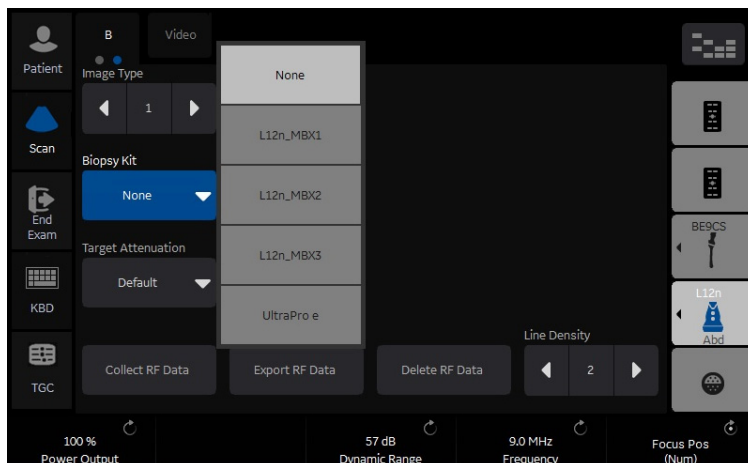 Patient
Scan
End
Exam
KBD
TGC
B
Video
Image Type
1
Biopsy Kit
None
Target Attenuation
Default
None
L12n_MBX1
L12n_MBX2
L12n_MBX3
UltraPro e
Collect RF Data
Export RF Data
Delete RF Data
Line Density
2
BE9CS
L12n
Abd
100 %
Power Output
57 dB
Dynamic Range
9.0 MHz
Frequency
Focus Pos
(Num)